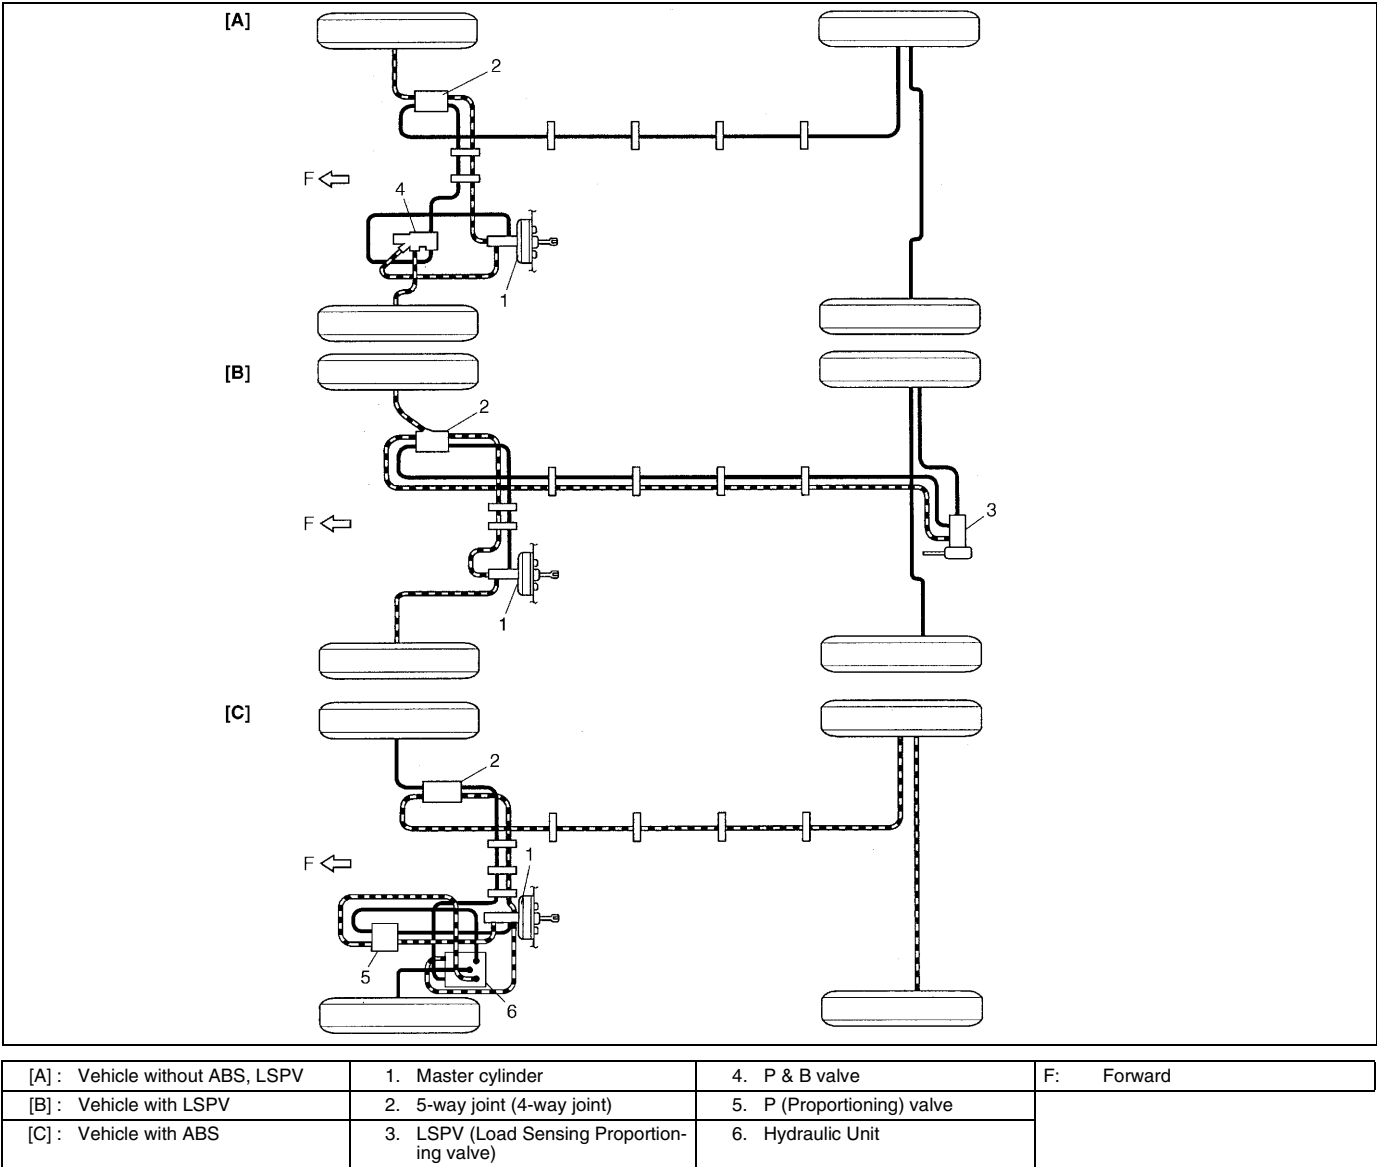 [A]
2
F
4
1
[B]
2
F
3
1
[C]
2
F
1
5
6
[A] : Vehicle without ABS, LSPV
1. Master cylinder
4. P & B valve
F: Forward
[B] : Vehicle with LSPV
2. 5-way joint (4-way joint)
5. P (Proportioning) valve
[C] : Vehicle with ABS
3. LSPV (Load Sensing Proportion-
ing valve)
6. Hydraulic Unit